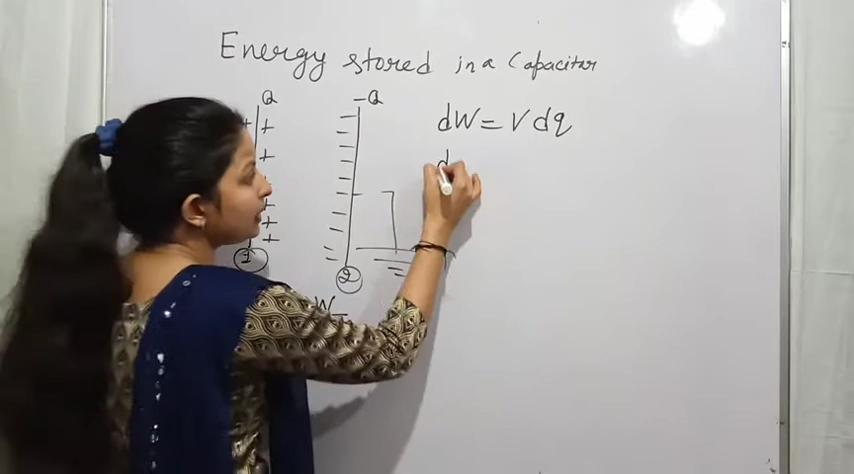 Energy stored in a Capacitor
Q
-Q
dW = V dq
d
1
2
W